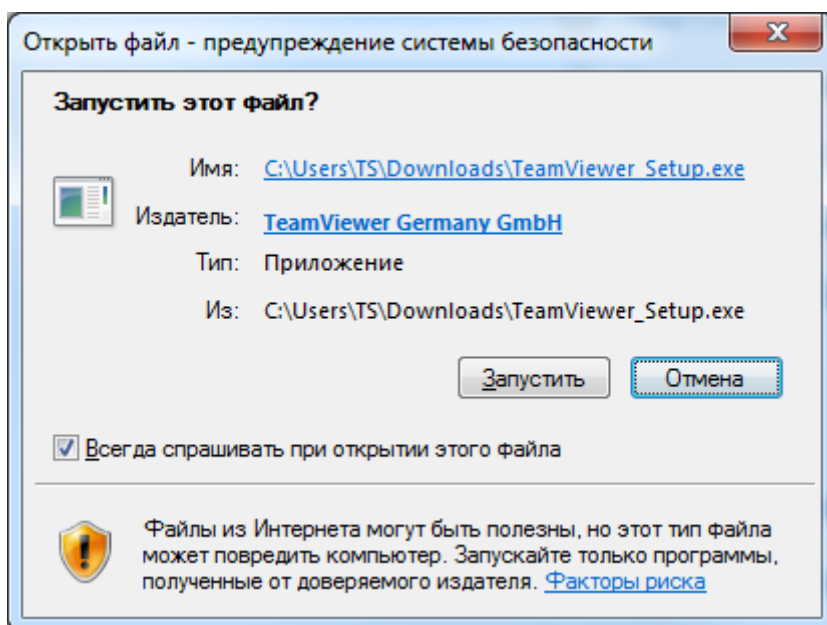 Открыть файл - предупреждение системы безопасности
Запустить этот файл?
Имя: C:\Users\TS\Downloads\TeamViewer_Setup.exe
Издатель: TeamViewer Germany GmbH
Тип: Приложение
Из: C:\Users\TS\Downloads\TeamViewer_Setup.exe
Запустить Отмена
Всегда спрашивать при открытии этого файла
Файлы из Интернета могут быть полезны, но этот тип файла
может повредить компьютер. Запускайте только программы,
полученные от доверяемого издателя. Факторы риска